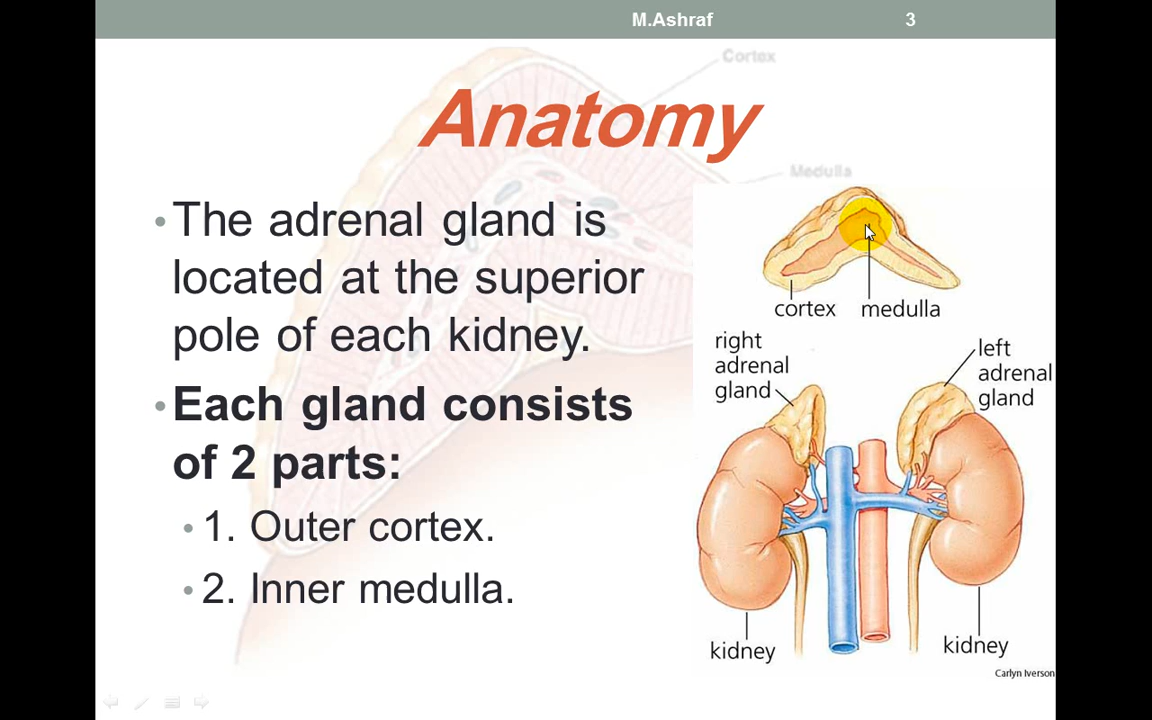 M.Ashraf 3
Cortex
Anatomy
Medulla
•The adrenal gland is
located at the superior
pole of each kidney.
•Each gland consists
of 2 parts:
•1. Outer cortex.
•2. Inner medulla.
cortex medulla
right
adrenal
gland
left
adrenal
gland
kidney
kidney
Carlyn Iverson